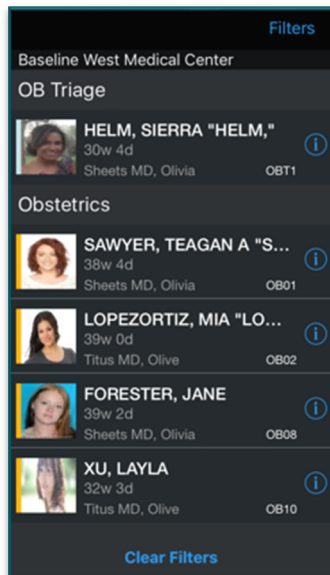 Filters
Baseline West Medical Center
OB Triage
HELM, SIERRA "HELM,"
30w 4d
Sheets MD, Olivia OBT1
Obstetrics
SAWYER, TEAGAN A "S...
38w 4d
Sheets MD, Olivia OB01
LOPEZORTIZ, MIA "LO...
39w 0d
Titus MD, Olive OB02
FORESTER, JANE
39w 2d
Sheets MD, Olivia OB08
XU, LAYLA
32w 3d
Titus MD, Olive OB10
Clear Filters